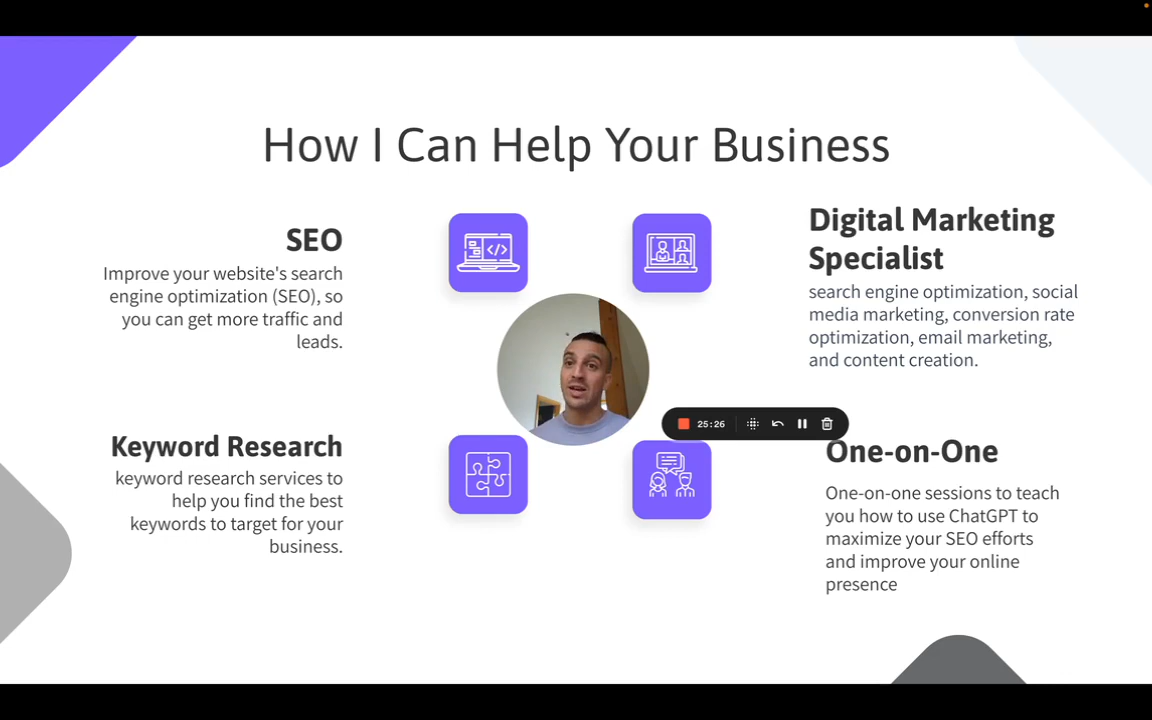 How I Can Help Your Business
SEO
Improve your website's search
engine optimization (SEO), so
you can get more traffic and
leads.
Digital Marketing
Specialist
search engine optimization, social
media marketing, conversion rate
optimization, email marketing,
and content creation.
25:26
Keyword Research
keyword research services to
help you find the best
keywords to target for your
business.
One-on-One
One-on-one sessions to teach
you how to use ChatGPT to
maximize your SEO efforts
and improve your online
presence